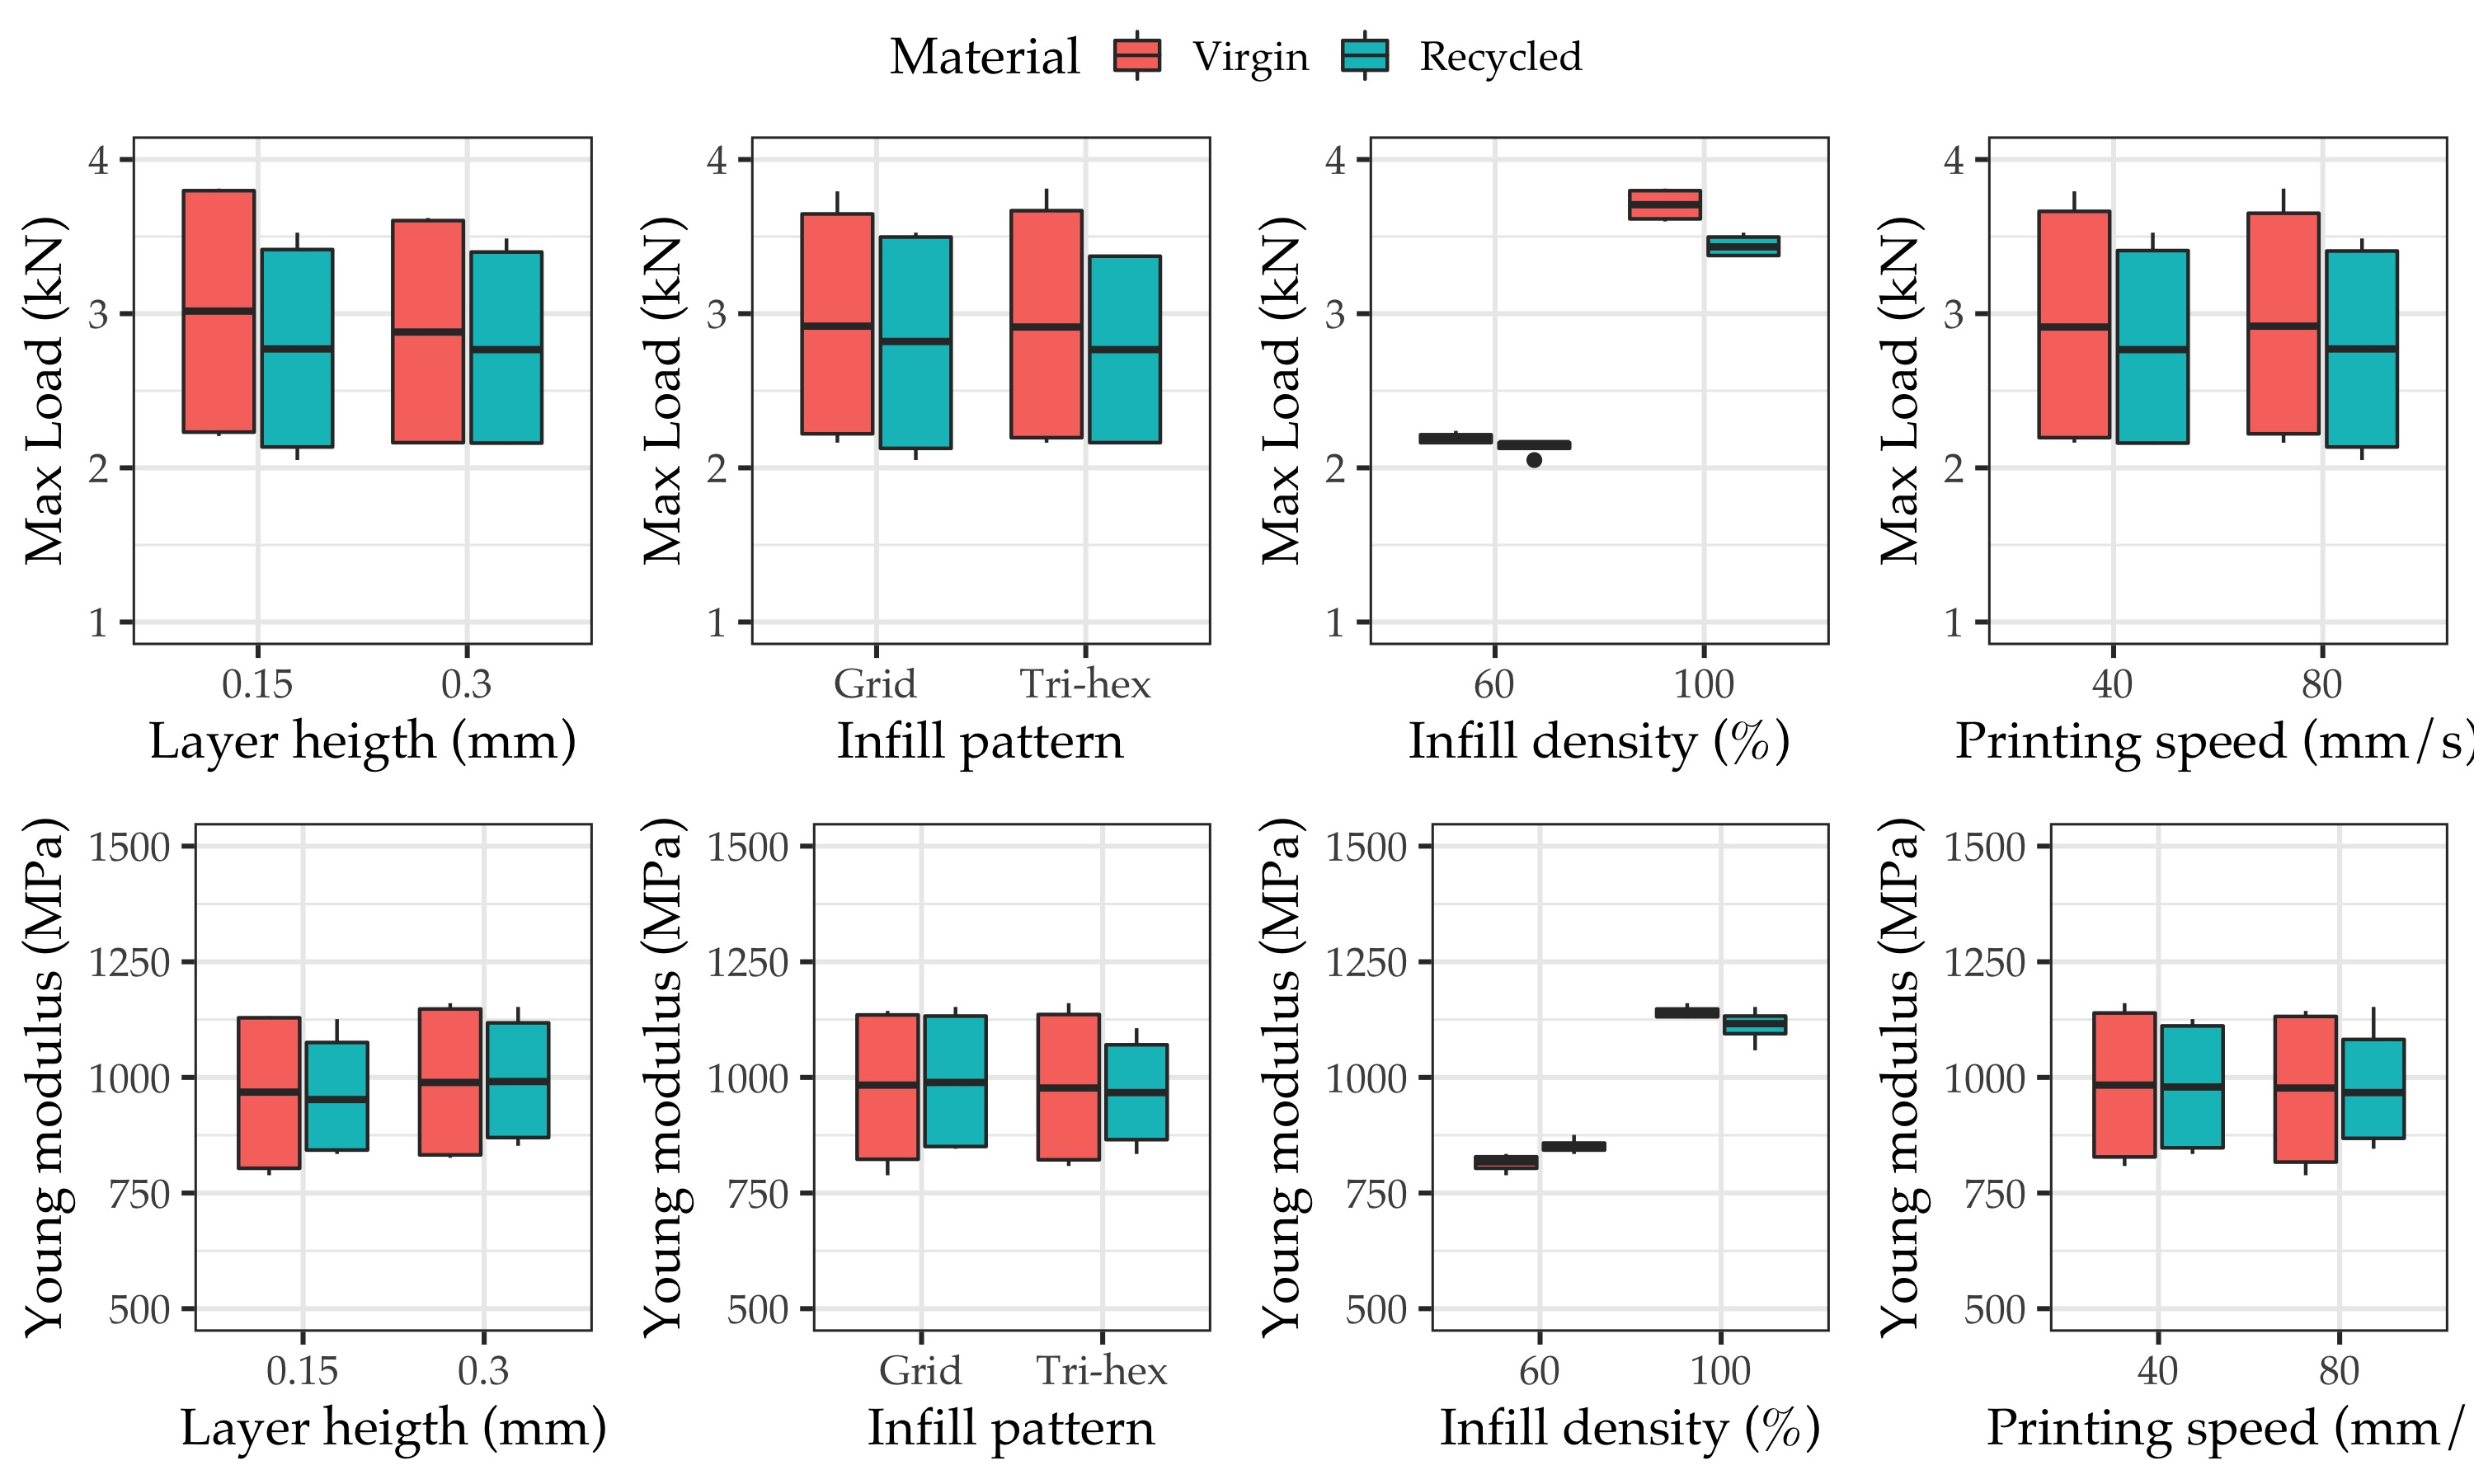 Material Virgin Recycled
Max Load (kN)
4
3
2
1
0.15 0.3
Layer heigth (mm)
Max Load (kN)
4
3
2
1
Grid Tri-hex
Infill pattern
Max Load (kN)
4
3
2
1
60 100
Infill density (%)
Max Load (kN)
4
3
2
1
40 80
Printing speed (mm/s)
Young modulus (MPa)
1500
1250
1000
750
500
0.15 0.3
Layer heigth (mm)
Young modulus (MPa)
1500
1250
1000
750
500
Grid Tri-hex
Infill pattern
Young modulus (MPa)
1500
1250
1000
750
500
60 100
Infill density (%)
Young modulus (MPa)
1500
1250
1000
750
500
40 80
Printing speed (mm/